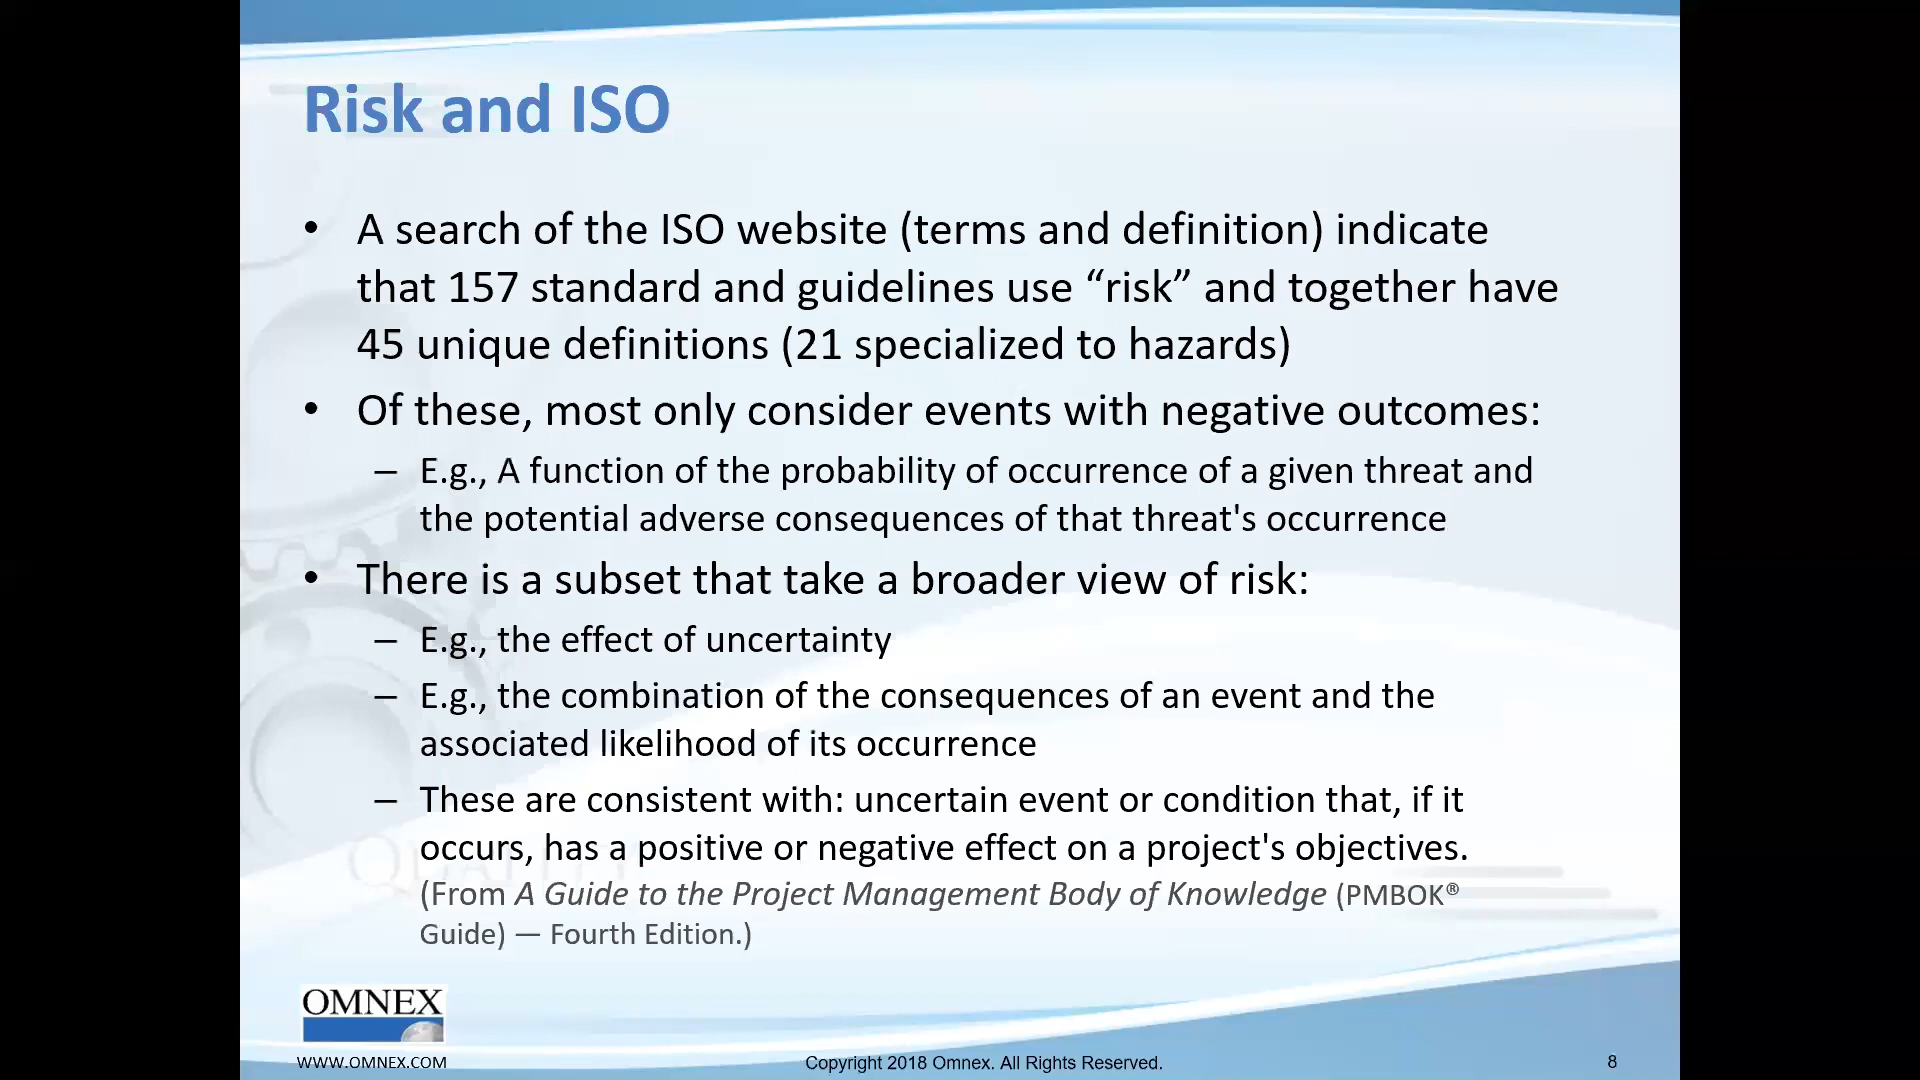 Risk and ISO
• A search of the ISO website (terms and definition) indicate
that 157 standard and guidelines use “risk” and together have
45 unique definitions (21 specialized to hazards)
• Of these, most only consider events with negative outcomes:
– E.g., A function of the probability of occurrence of a given threat and
the potential adverse consequences of that threat's occurrence
• There is a subset that take a broader view of risk:
– E.g., the effect of uncertainty
– E.g., the combination of the consequences of an event and the
associated likelihood of its occurrence
– These are consistent with: uncertain event or condition that, if it
occurs, has a positive or negative effect on a project's objectives.
(From A Guide to the Project Management Body of Knowledge (PMBOK®
Guide) — Fourth Edition.)
OMNEX
WWW.OMNEX.COM
Copyright 2018 Omnex. All Rights Reserved.
8